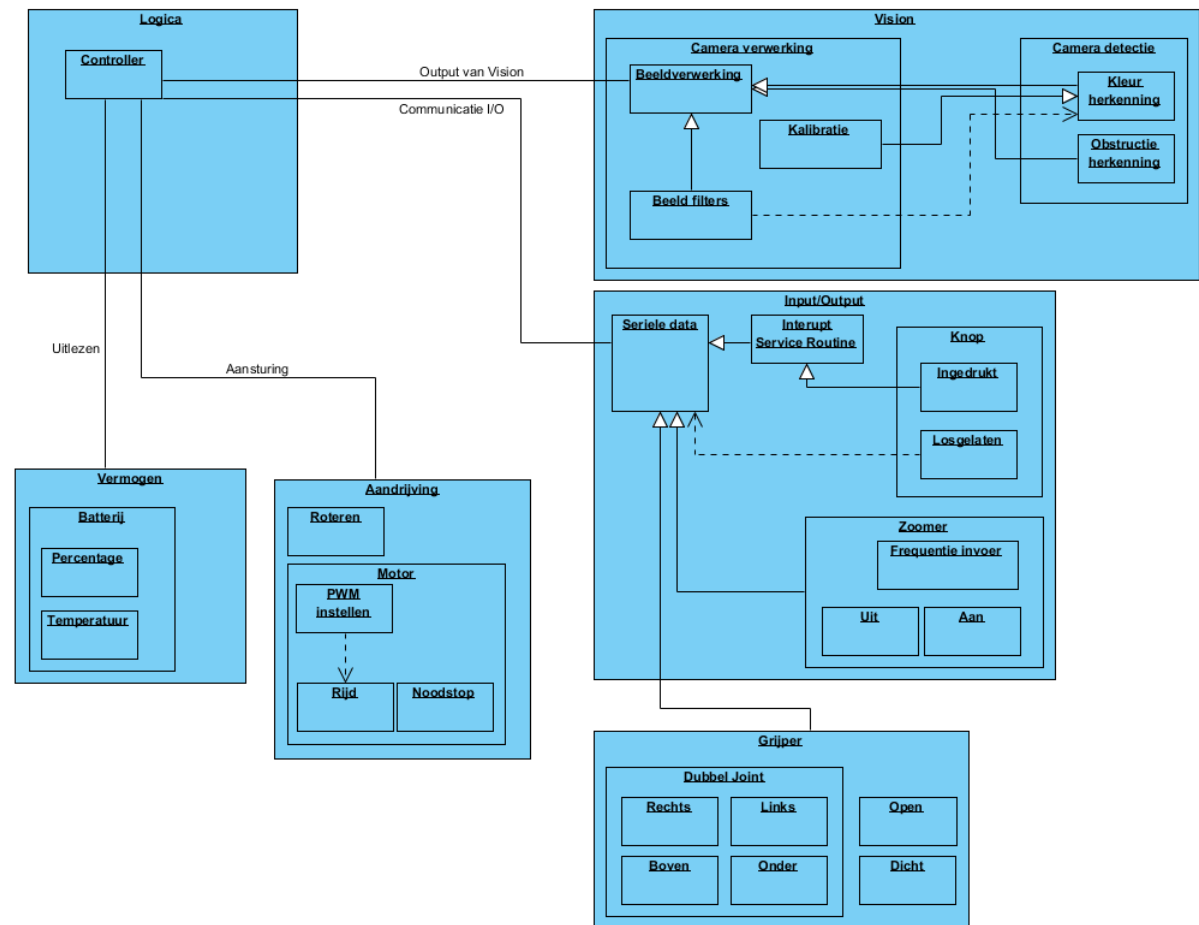 Logica
Controller
Output van Vision
Communicatie I/O
Uitlezen
Aansturing
Vision
Camera verwerking
Beeldverwerking
Kalibratie
Beeld filters
Camera detectie
Kleur
herkenning
Obstructie
herkenning
Input/Output
Seriele data
Interupt
Service Routine
Knop
Ingedrukt
Losgelaten
Zoomer
Frequentie invoer
Uit
Aan
Vermogen
Batterij
Percentage
Temperatuur
Aandrijving
Roteren
Motor
PWM
instellen
Rijd
Noodstop
Grijper
Dubbel Joint
Rechts
Links
Boven
Onder
Open
Dicht